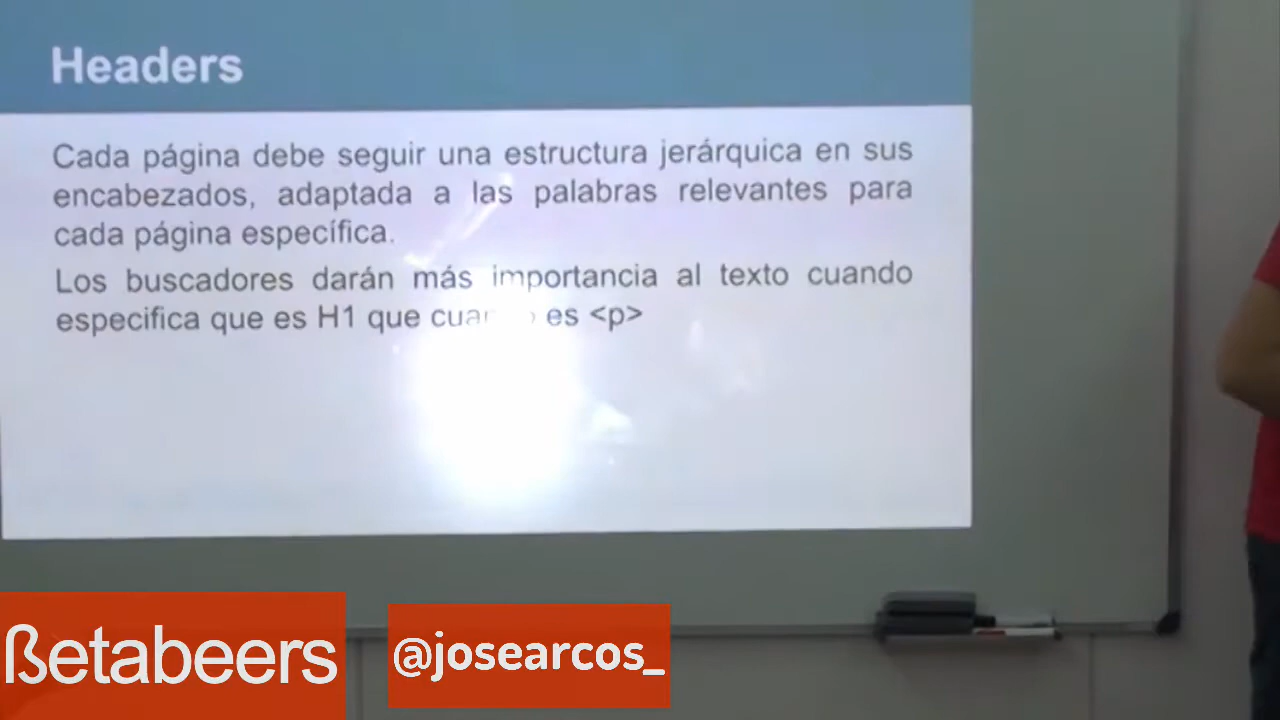 Headers
Cada página debe seguir una estructura jerárquica en sus
encabezados, adaptada a las palabras relevantes para
cada página específica.
Los buscadores darán más importancia al texto cuando
especifica que es H1 que es <p>
ßetabeers
@josearcos_